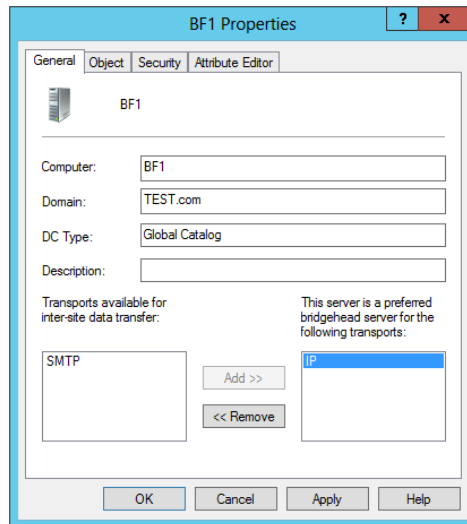 BF1 Properties
? x
General Object Security Attribute Editor
BF1
Computer: BF1
Domain: TEST.com
DC Type: Global Catalog
Description:
Transports available for
inter-site data transfer:
This server is a preferred
bridgehead server for the
following transports:
SMTP
IP
Add >>
<< Remove
OK Cancel Apply Help